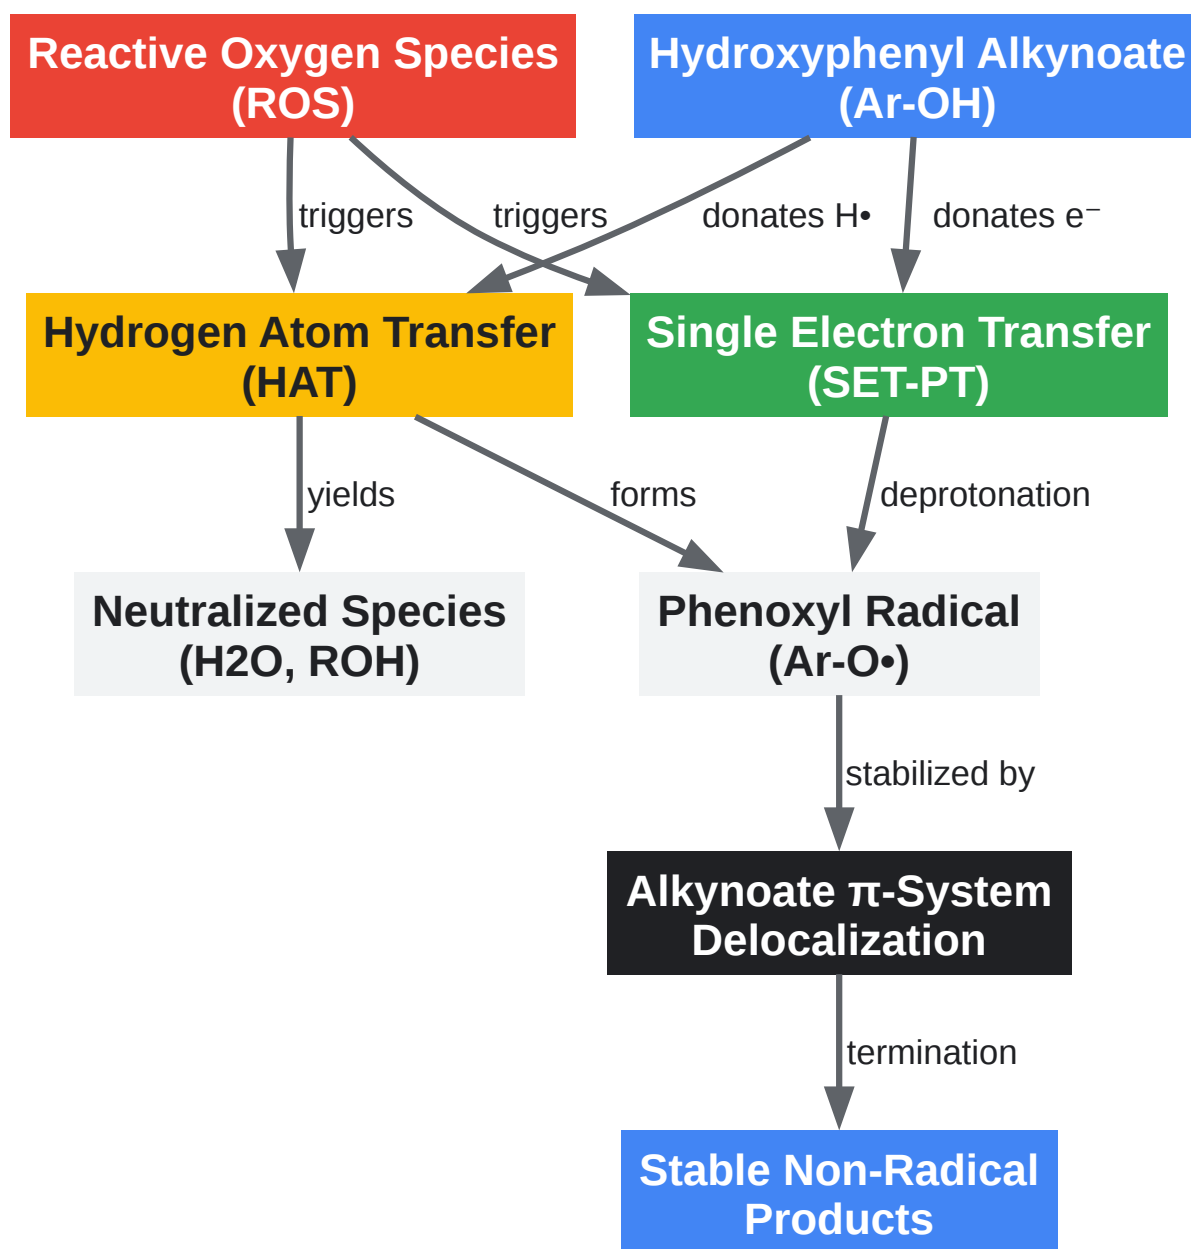 Reactive Oxygen Species
(ROS)
Hydroxyphenyl Alkynoate
(Ar-OH)
triggers
triggers
donates H•
donates e⁻
Hydrogen Atom Transfer
(HAT)
Single Electron Transfer
(SET-PT)
yields
forms
deprotonation
Neutralized Species
(H2O, ROH)
Phenoxyl Radical
(Ar-O•)
stabilized by
Alkynoate π-System
Delocalization
termination
Stable Non-Radical
Products